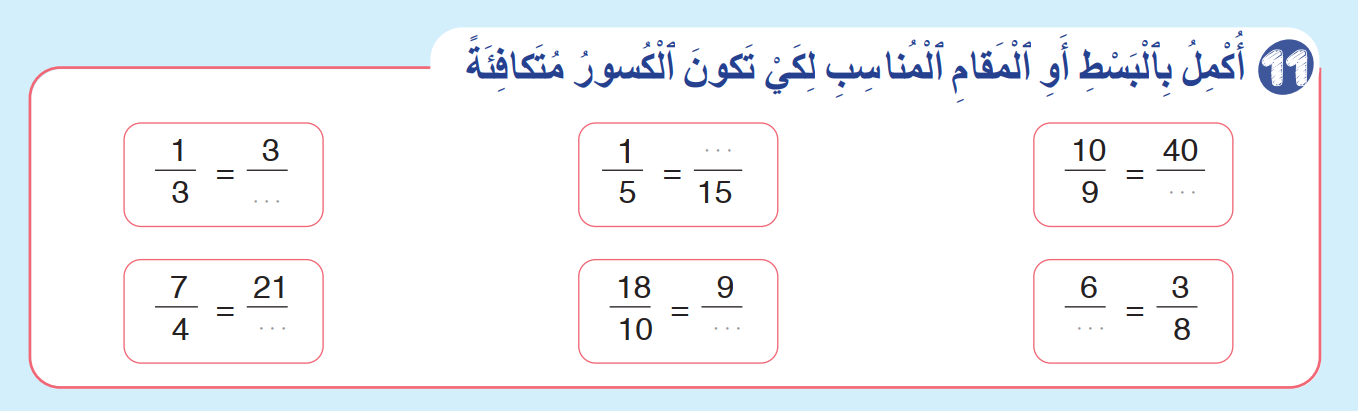 11 أُكْمِلُ بِٱلْبَسْطِ أَوِ ٱلْمَقامِ ٱلْمُناسِبِ لِكَيْ تَكونَ ٱلْكُسورُ مُتَكافِئَةً
10/9 = 40/...
1/5 = .../15
1/3 = 3/...
6/... = 3/8
18/10 = 9/...
7/4 = 21/...